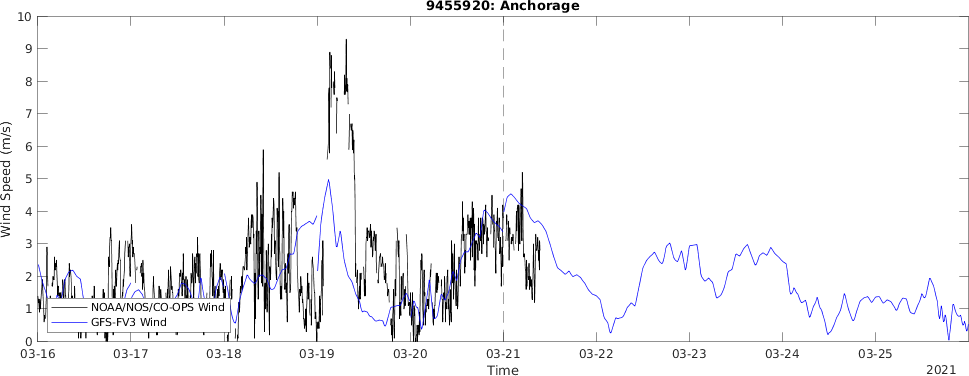 9455920: Anchorage
10
9
8
7
6
5
4
3
2
1
0
Wind Speed (m/s)
NOAA/NOS/CO-OPS Wind
GFS-FV3 Wind
03-16 03-17 03-18 03-19 03-20 03-21 03-22 03-23 03-24 03-25
Time
2021